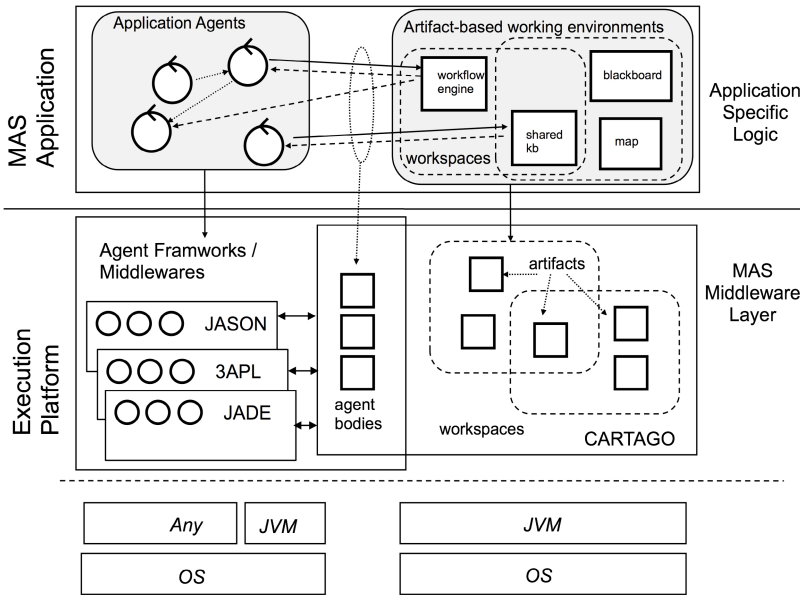 MAS
Application
Application Agents
Artifact-based working environments
workflow
engine
blackboard
shared
kb
map
workspaces
Application
Specific
Logic
Execution
Platform
Agent Framworks /
Middlewares
JASON
3APL
JADE
agent
bodies
artifacts
workspaces
CARTAGO
MAS
Middleware
Layer
Any
JVM
JVM
OS
OS